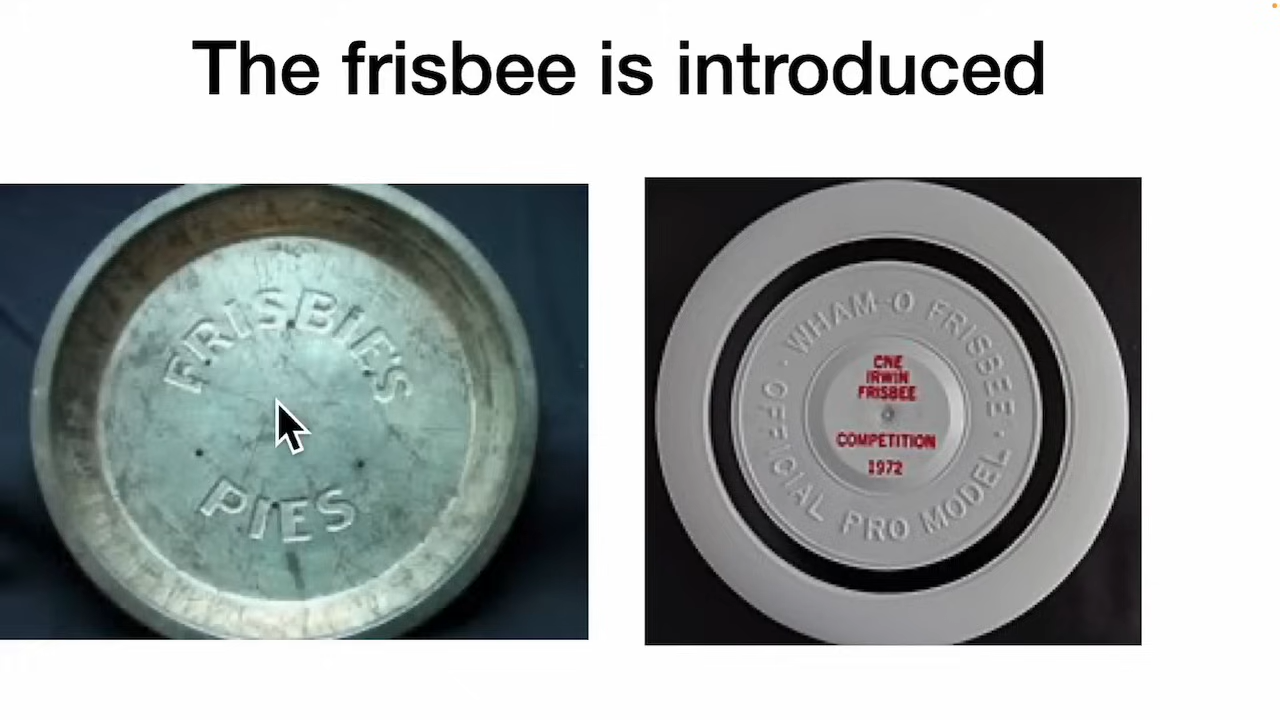 The frisbee is introduced
FRISBIE'S
PIES
WHAM-O FRISBEE ·
OFFICIAL PRO MODEL ·
CNE
IRWIN
FRISBEE
COMPETITION
1972